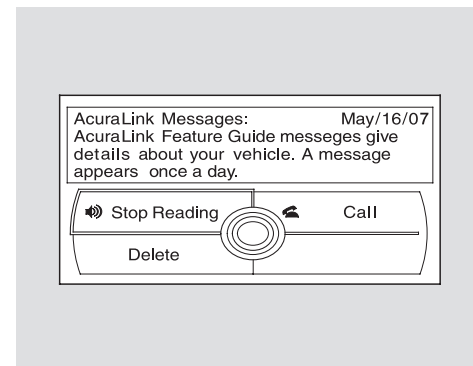 AcuraLink Messages: May/16/07
AcuraLink Feature Guide messeges give
details about your vehicle. A message
appears once a day.
Stop Reading Call
Delete